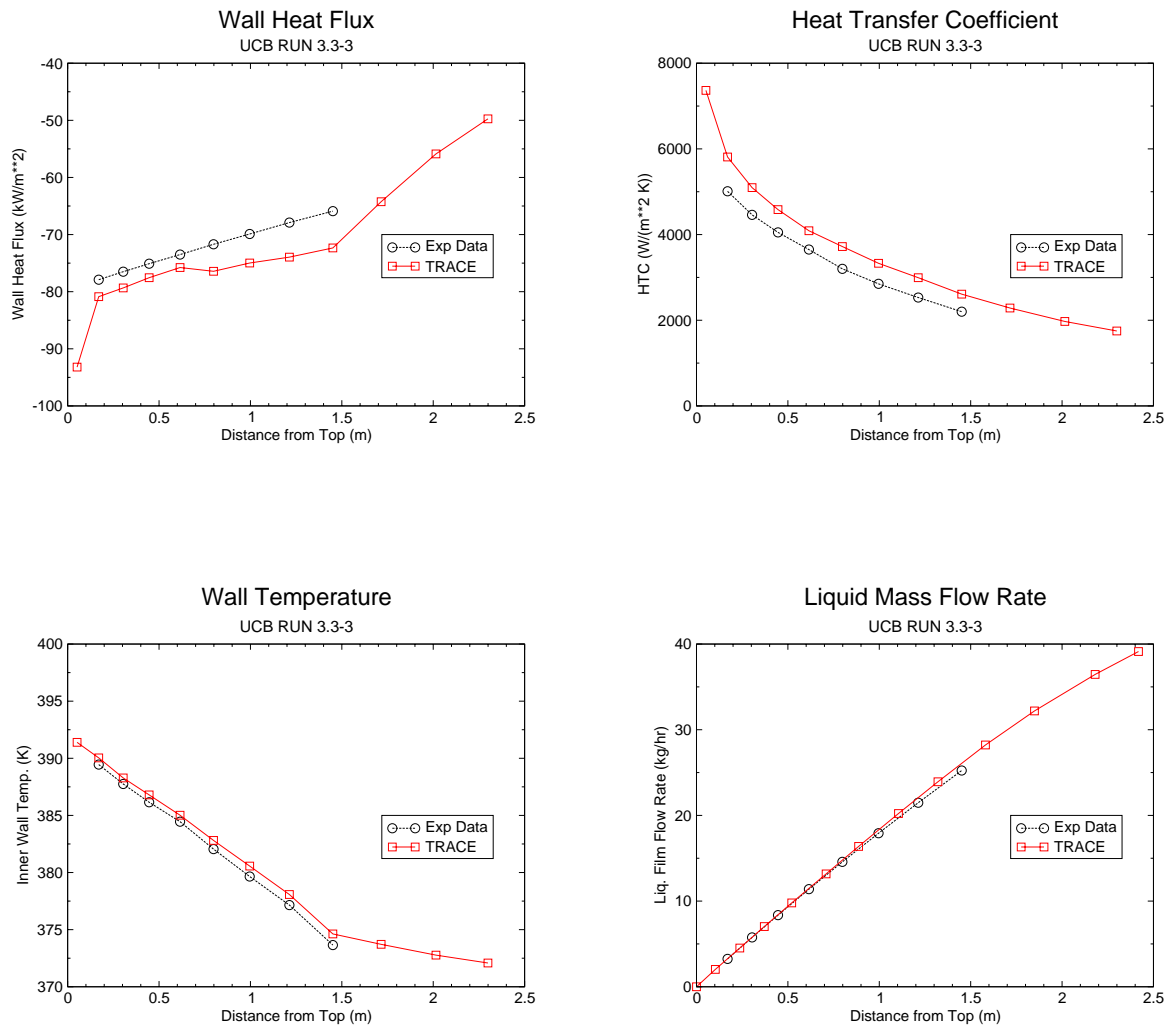 Wall Heat Flux
UCB RUN 3.3-3
-40
-50
-60
-70
-80
-90
-100
Wall Heat Flux (kW/m**2)
0 0.5 1 1.5 2 2.5
Distance from Top (m)
Exp Data
TRACE
Heat Transfer Coefficient
UCB RUN 3.3-3
8000
6000
4000
2000
0
HTC (W/(m**2 K))
0 0.5 1 1.5 2 2.5
Distance from Top (m)
Exp Data
TRACE
Wall Temperature
UCB RUN 3.3-3
400
395
390
385
380
375
370
Inner Wall Temp. (K)
0 0.5 1 1.5 2 2.5
Distance from Top (m)
Exp Data
TRACE
Liquid Mass Flow Rate
UCB RUN 3.3-3
40
30
20
10
0
Liq. Film Flow Rate (kg/hr)
0 0.5 1 1.5 2 2.5
Distance from Top (m)
Exp Data
TRACE